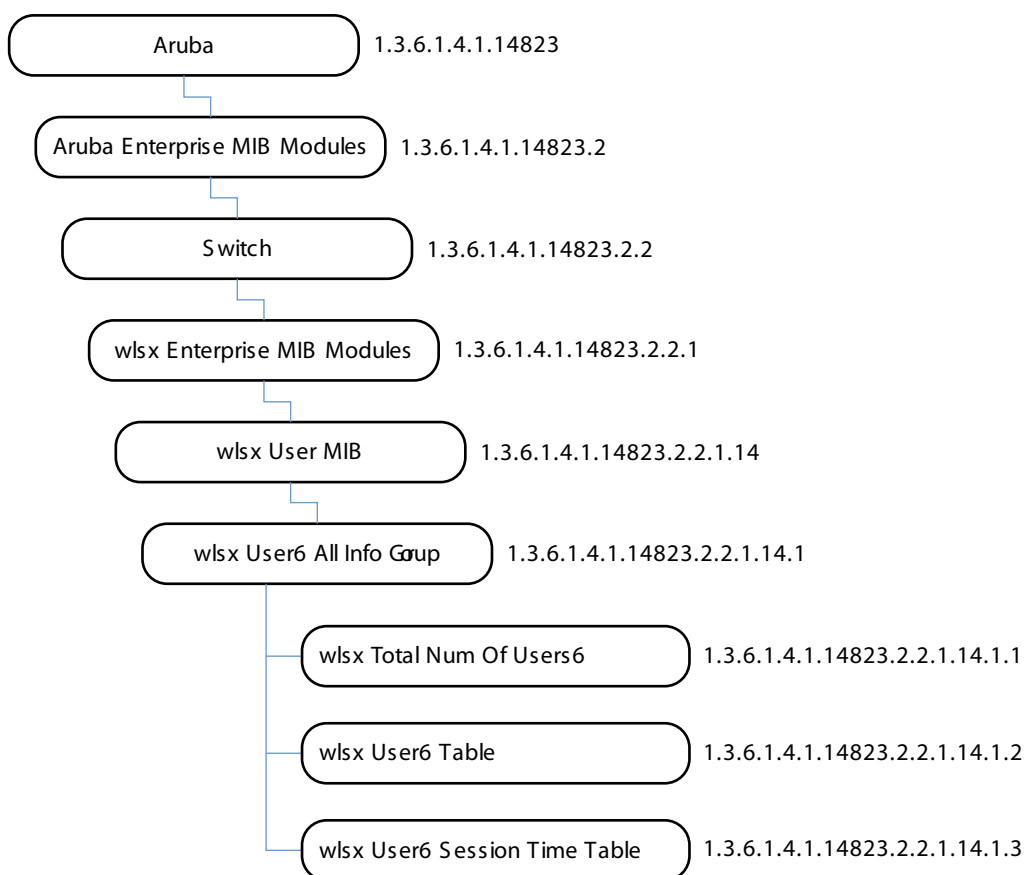 Aruba 1.3.6.1.4.1.14823
Aruba Enterprise MIB Modules 1.3.6.1.4.1.14823.2
Switch 1.3.6.1.4.1.14823.2.2
wlsx Enterprise MIB Modules 1.3.6.1.4.1.14823.2.2.1
wlsx User MIB 1.3.6.1.4.1.14823.2.2.1.14
wlsx User6 All Info Gorup 1.3.6.1.4.1.14823.2.2.1.14.1
wlsx Total Num Of Users6 1.3.6.1.4.1.14823.2.2.1.14.1.1
wlsx User6 Table 1.3.6.1.4.1.14823.2.2.1.14.1.2
wlsx User6 Session Time Table 1.3.6.1.4.1.14823.2.2.1.14.1.3